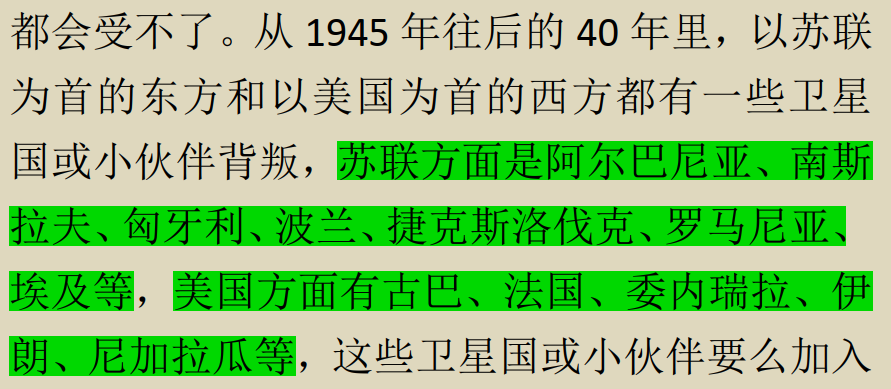 都会受不了。从 1945 年往后的 40 年里，以苏联
为首的东方和以美国为首的西方都有一些卫星
国或小伙伴背叛，苏联方面是阿尔巴尼亚、南斯
拉夫、匈牙利、波兰、捷克斯洛伐克、罗马尼亚、
埃及等，美国方面有古巴、法国、委内瑞拉、伊
朗、尼加拉瓜等，这些卫星国或小伙伴要么加入